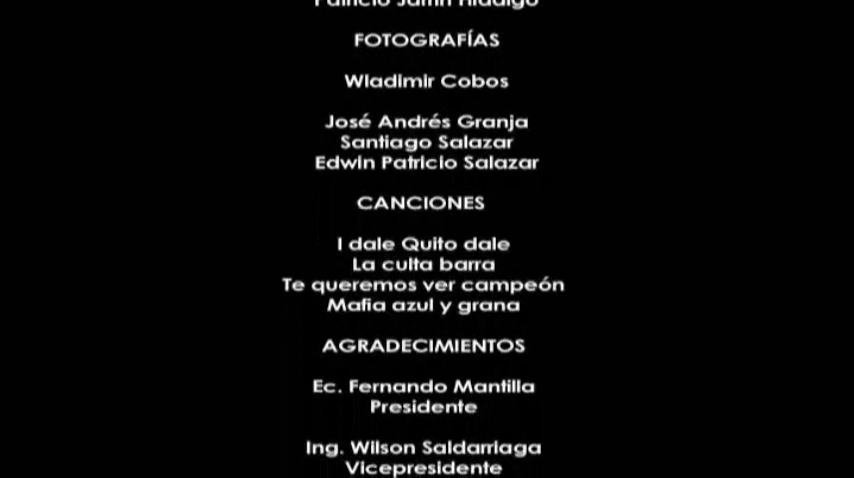 Hidalgo
FOTOGRAFÍAS
Wladimir Cobos
José Andrés Granja
Santiago Salazar
Edwin Patricio Salazar
CANCIONES
I dale Quito dale
La culta barra
Te queremos ver campeón
Mafia azul y grana
AGRADECIMIENTOS
Ec. Fernando Mantilla
Presidente
Ing. Wilson Saldarriaga
Vicepresidente